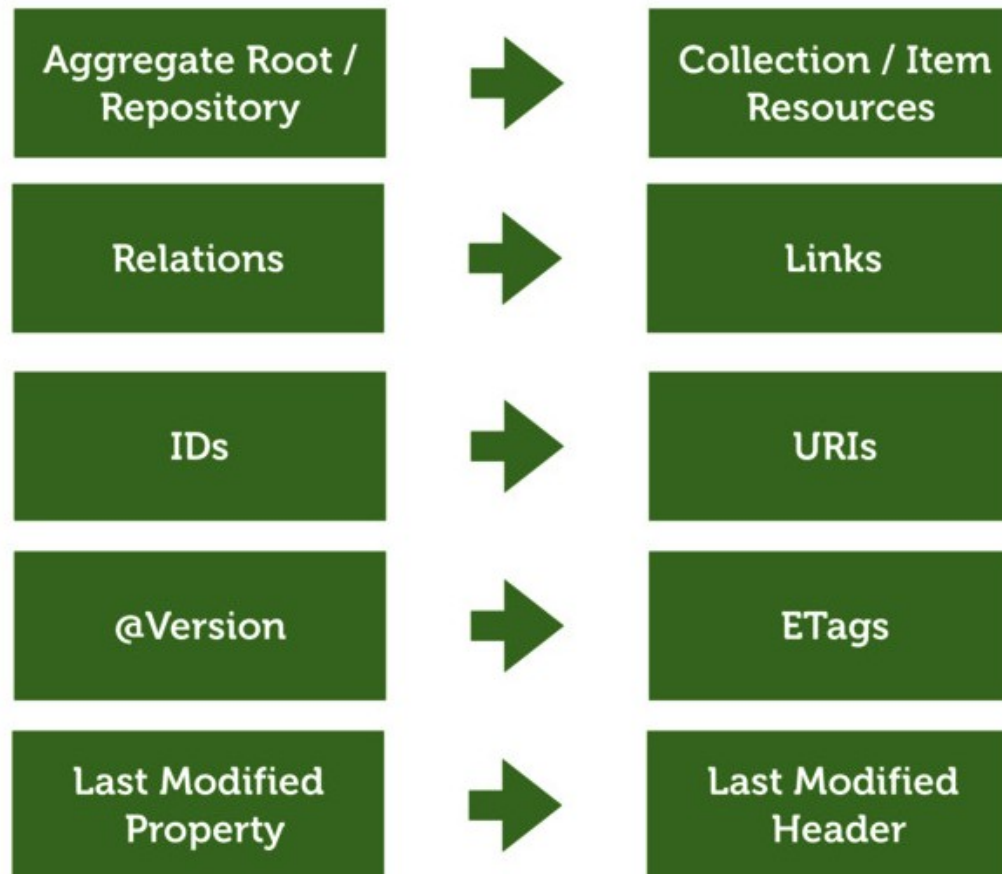 Aggregate Root /
Repository
Collection / Item
Resources
Relations
Links
IDs
URIs
@Version
ETags
Last Modified
Property
Last Modified
Header